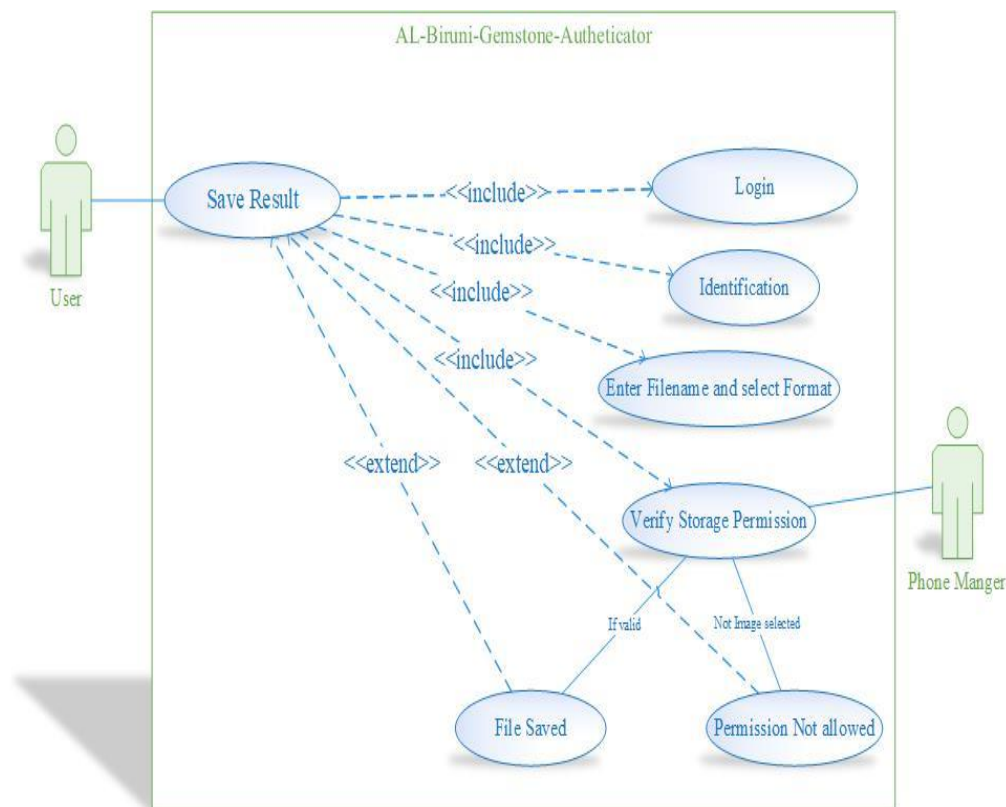 AL-Biruni-Gemstone-Autheticator
Save Result
<<include>>
Login
<<include>>
Identification
<<include>>
Enter Filename and select Format
<<include>>
<<extend>>
<<extend>>
Verify Storage Permission
User
Phone Manger
If valid
Not Image selected
File Saved
Permission Not allowed